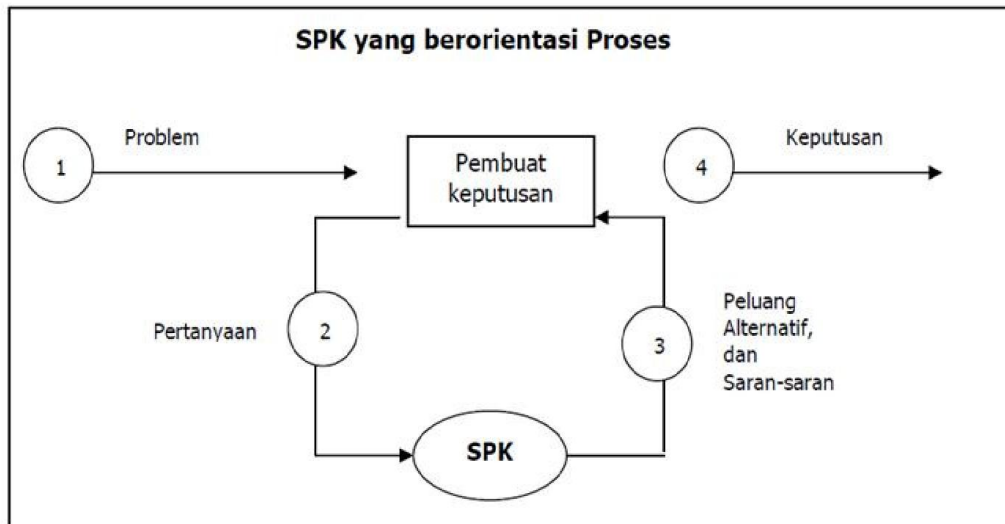 SPK yang berorientasi Proses
1
Problem
Pembuat
keputusan
4
Keputusan
Pertanyaan
2
3
Peluang
Alternatif,
dan
Saran-saran
SPK